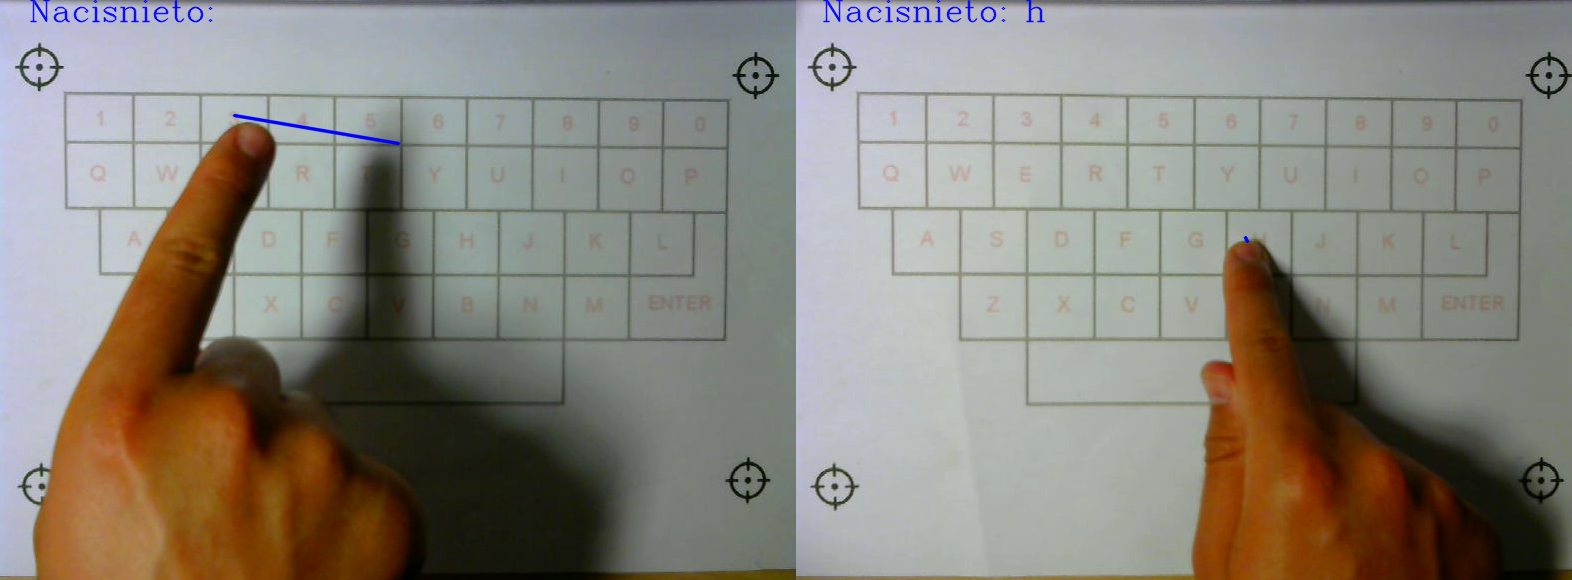 Nacisnieto:
1 2 3 4 5 6 7 8 9 0
Q W R Y U I O P
A D F G H J K L
X C V B N M ENTER
Nacisnieto: h
1 2 3 4 5 6 7 8 9 0
Q W E R T Y U I O P
A S D F G H J K L
Z X C V N M ENTER